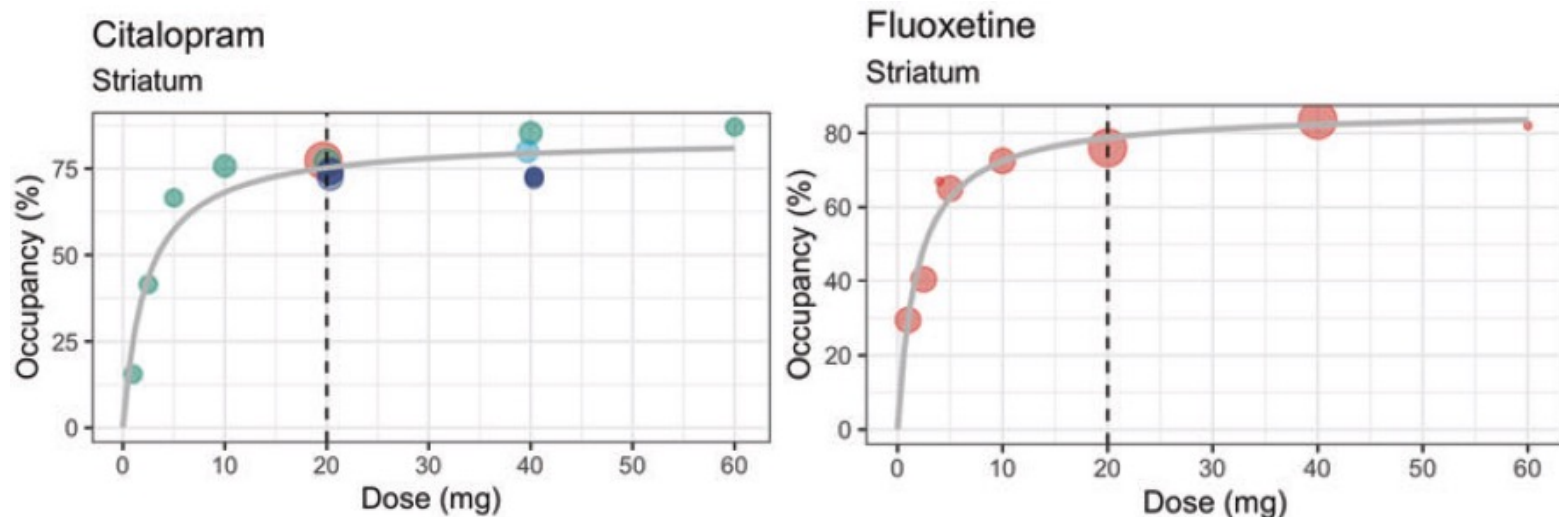 Citalopram
Striatum
Occupancy (%)
75
50
25
0
0 10 20 30 40 50 60
Dose (mg)
Fluoxetine
Striatum
Occupancy (%)
80
60
40
20
0
0 10 20 30 40 50 60
Dose (mg)